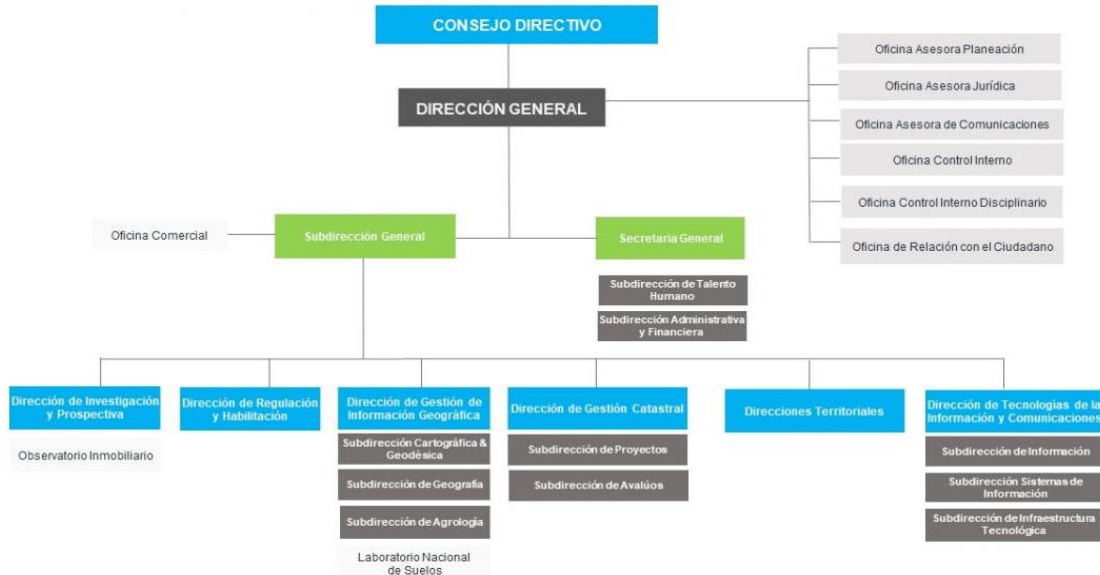 CONSEJO DIRECTIVO
DIRECCIÓN GENERAL
Oficina Asesora Planeación
Oficina Asesora Jurídica
Oficina Asesora de Comunicaciones
Oficina Control Interno
Oficina Control Interno Disciplinario
Oficina de Relación con el Ciudadano
Oficina Comercial
Subdirección General
Secretaria General
Subdirección de Talento
Humano
Subdirección Administrativa
y Financiera
Dirección de Investigación
y Prospectiva
Observatorio Inmobiliario
Dirección de Regulación
y Habilitación
Dirección de Gestión de
Información Geográfica
Subdirección Cartográfica &
Geodésica
Subdirección de Geografia
Subdirección de Agrología
Laboratorio Nacional
de Suelos
Dirección de Gestión Catastral
Subdirección de Proyectos
Subdirección de Avalúos
Direcciones Territoriales
Dirección de Tecnologías de la
Información y Comunicaciones
Subdirección de Información
Subdirección Sistemas de
Información
Subdirección de Infraestructura
Tecnológica